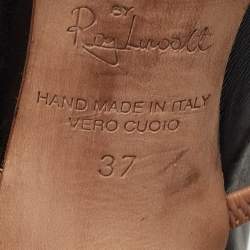 BY
HAND MADE IN ITALY
VERO CUOIO
37